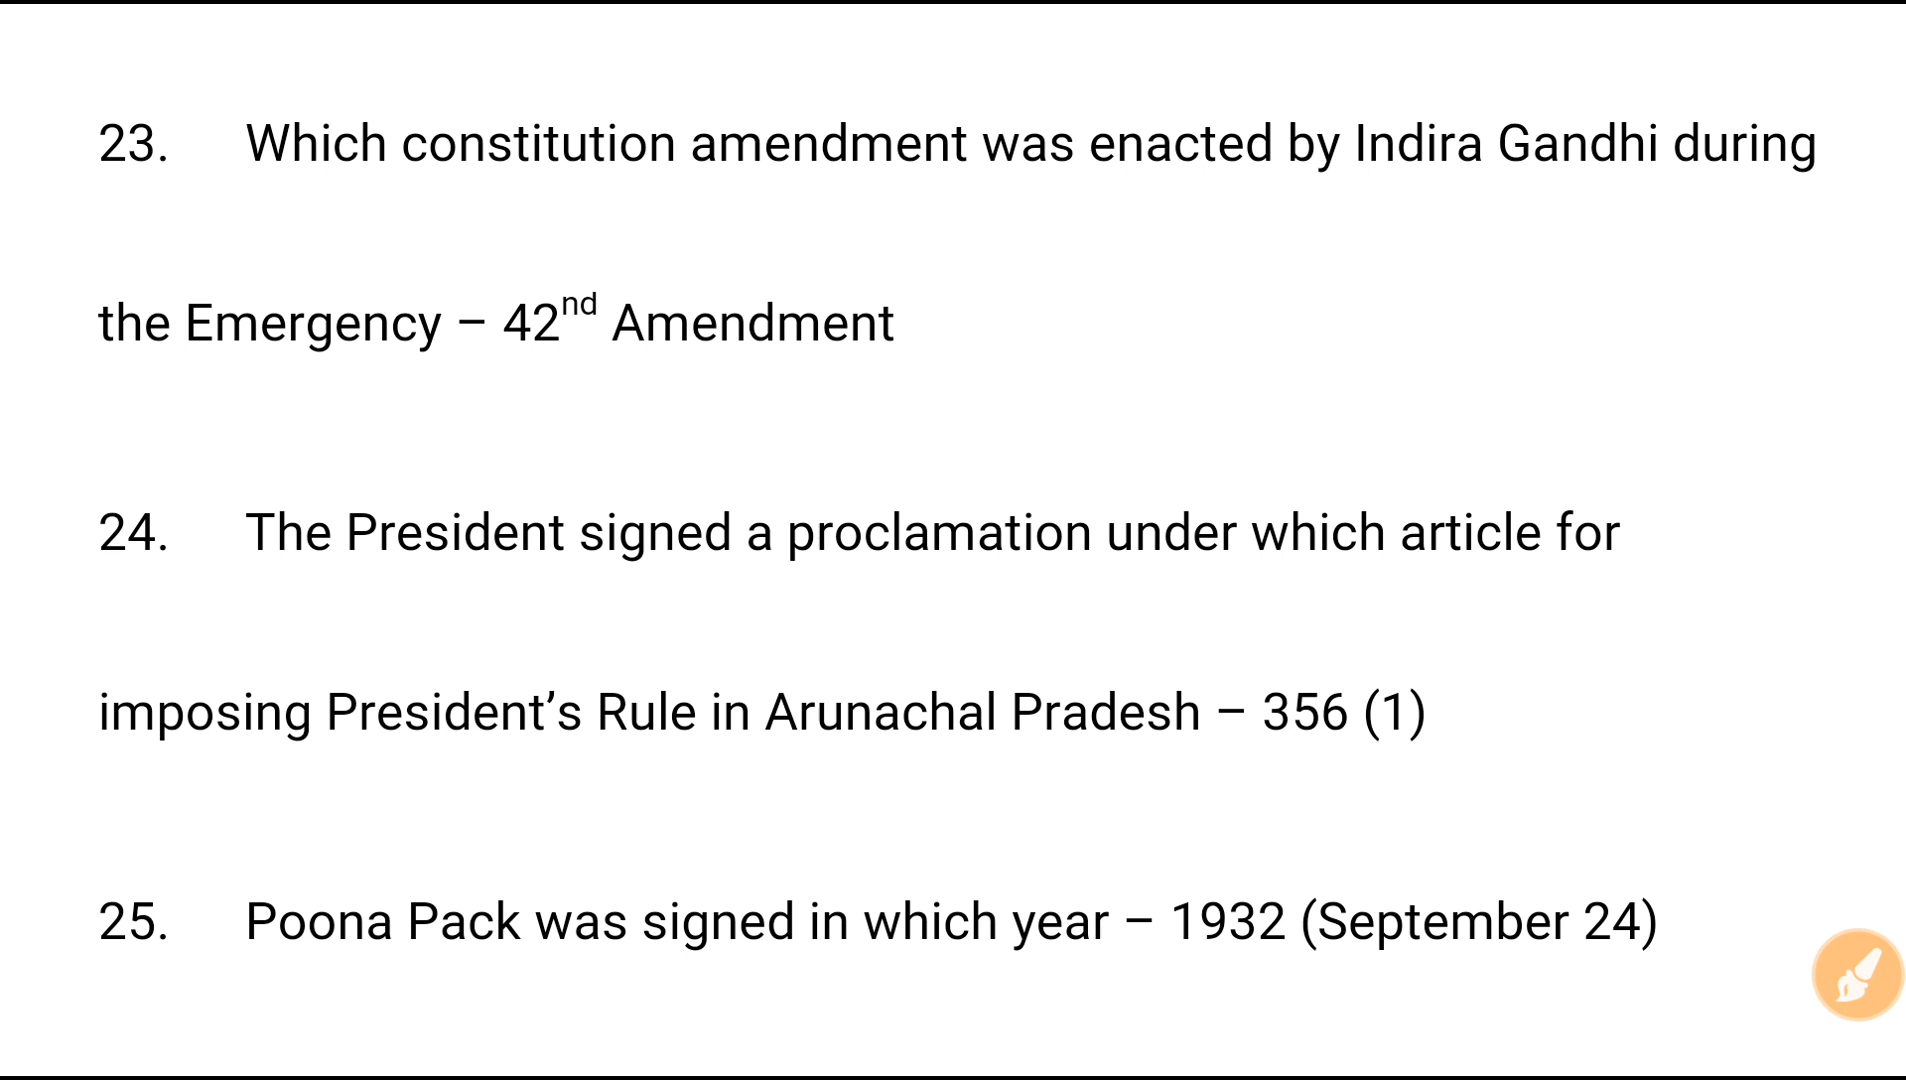 23. Which constitution amendment was enacted by Indira Gandhi during
the Emergency – 42nd Amendment
24. The President signed a proclamation under which article for
imposing President’s Rule in Arunachal Pradesh – 356 (1)
25. Poona Pack was signed in which year – 1932 (September 24)